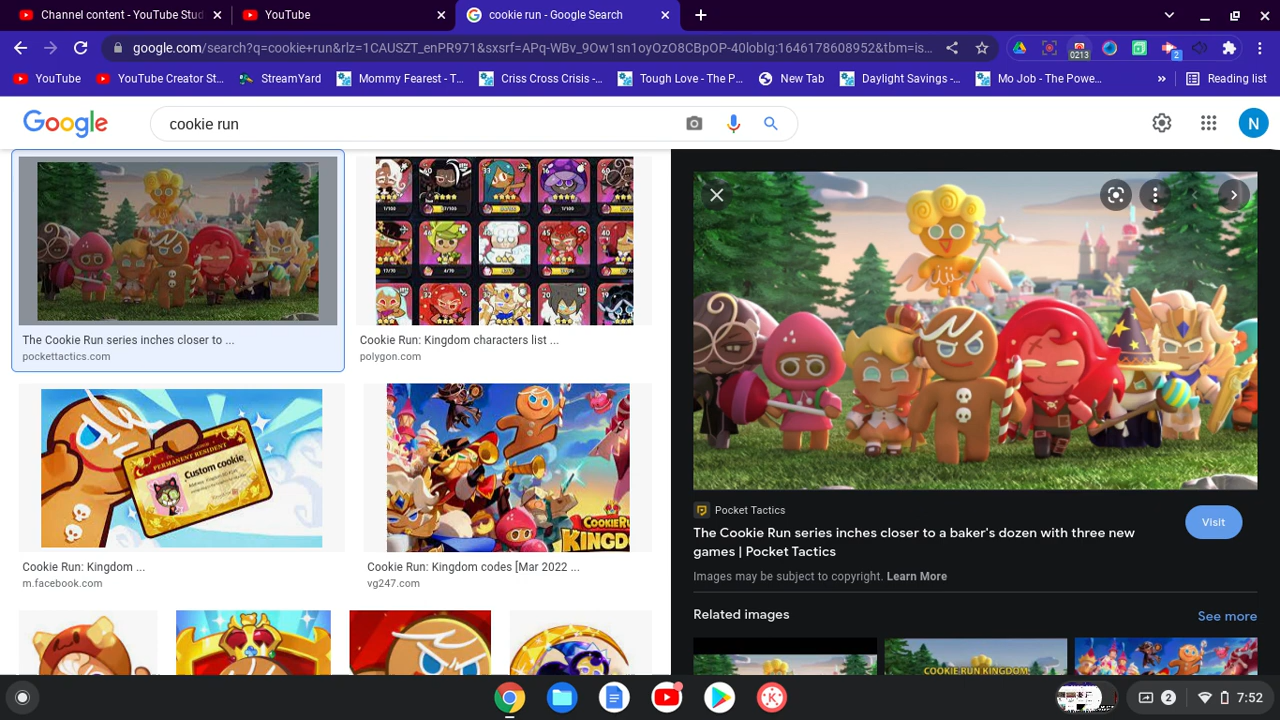 Channel content - YouTube Stud
YouTube
cookie run - Google Search
google.com/search?q=cookie+run&rlz=1CAUSZT_enPR971&sxsrf=APq-WBv_9Ow1sn1oyOzO8CBpOP-40lobIg:1646178608952&tbm=is...
0213
2
YouTube
YouTube Creator St...
StreamYard
Mommy Fearest - T...
Criss Cross Crisis -...
Tough Love - The P...
New Tab
Daylight Savings -...
Mo Job - The Powe...
»
Reading list
Google
cookie run
N
The Cookie Run series inches closer to ...
pockettactics.com
Cookie Run: Kingdom characters list ...
polygon.com
PERMANENT RESIDENT
Custom cookie
COOKIERUN
KINGDOM
Cookie Run: Kingdom ...
m.facebook.com
Cookie Run: Kingdom codes [Mar 2022 ...
vg247.com
Pocket Tactics
The Cookie Run series inches closer to a baker's dozen with three new
games | Pocket Tactics
Visit
Images may be subject to copyright. Learn More
Related images
See more
COOKIE RUN KINGDOM:
2
7:52